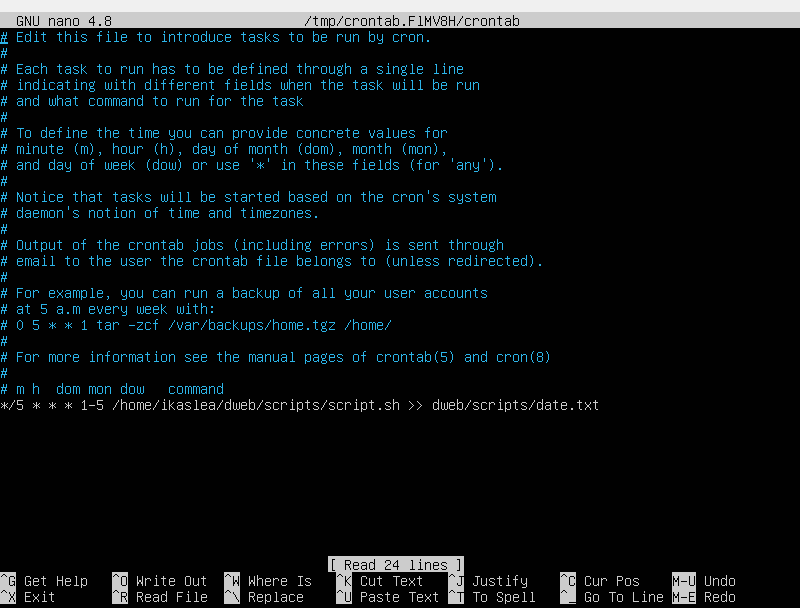 GNU nano 4.8 /tmp/crontab.FlMV8H/crontab
# Edit this file to introduce tasks to be run by cron.
#
# Each task to run has to be defined through a single line
# indicating with different fields when the task will be run
# and what command to run for the task
#
# To define the time you can provide concrete values for
# minute (m), hour (h), day of month (dom), month (mon),
# and day of week (dow) or use '*' in these fields (for 'any').
#
# Notice that tasks will be started based on the cron's system
# daemon's notion of time and timezones.
#
# Output of the crontab jobs (including errors) is sent through
# email to the user the crontab file belongs to (unless redirected).
#
# For example, you can run a backup of all your user accounts
# at 5 a.m every week with:
# 0 5 * * 1 tar -zcf /var/backups/home.tgz /home/
#
# For more information see the manual pages of crontab(5) and cron(8)
#
# m h  dom mon dow   command
*/5 * * * 1-5 /home/ikaslea/dweb/scripts/script.sh >> dweb/scripts/date.txt
[ Read 24 lines ]
^G Get Help ^O Write Out ^W Where Is ^K Cut Text ^J Justify ^C Cur Pos M-U Undo
^X Exit ^R Read File ^\ Replace ^U Paste Text ^T To Spell ^_ Go To Line M-E Redo